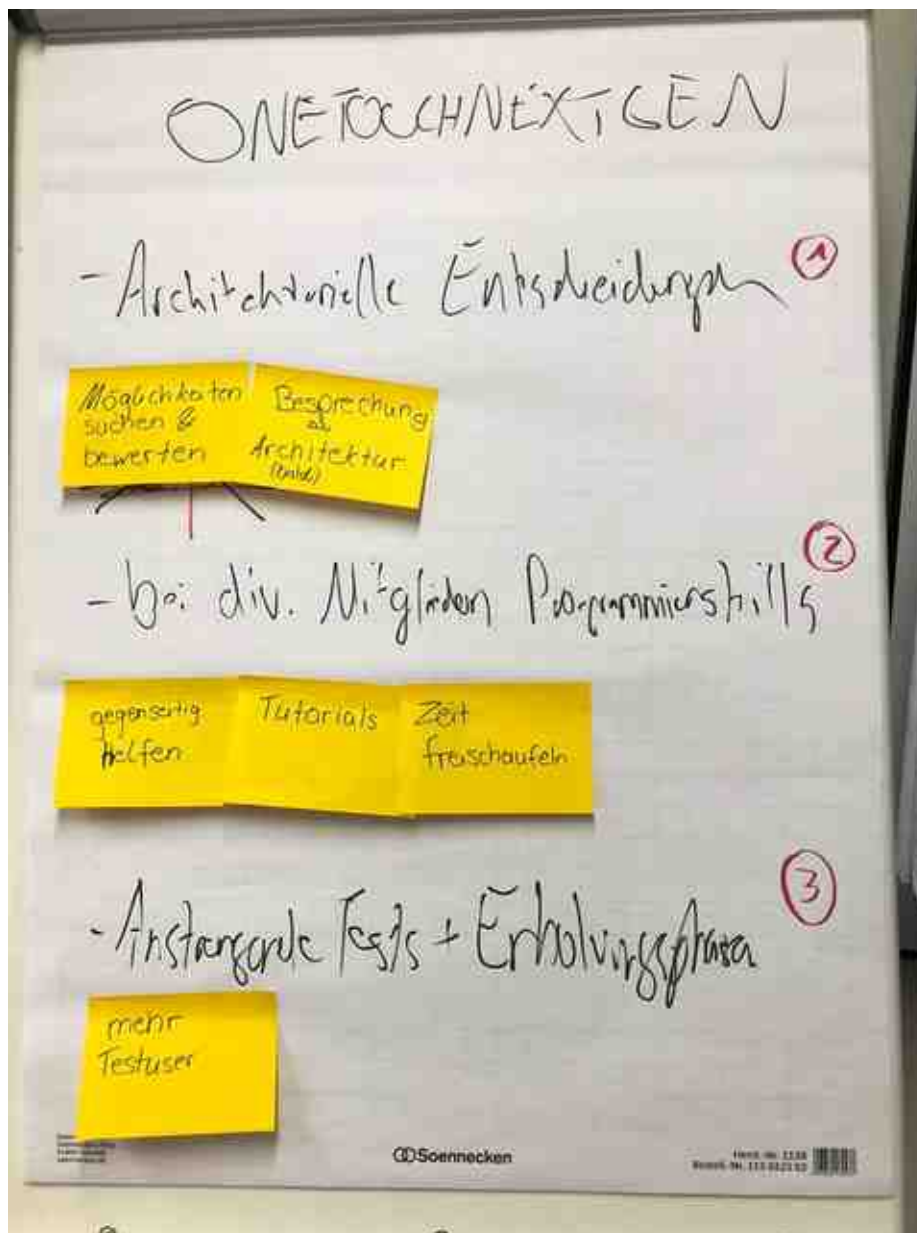 ONETOUCHNEXTGEN
- Architektorielle Entscheidungen ①
Möglichkeiten
suchen &
bewerten
Besprechung
Architektur
- bei div. Mitgliedern Programmierskills ②
gegenseitig
helfen
Tutorials
Zeit
freischaufeln
- Anstrengende Tests + Erholungsphasen ③
mehr
Testuser
Soennecken